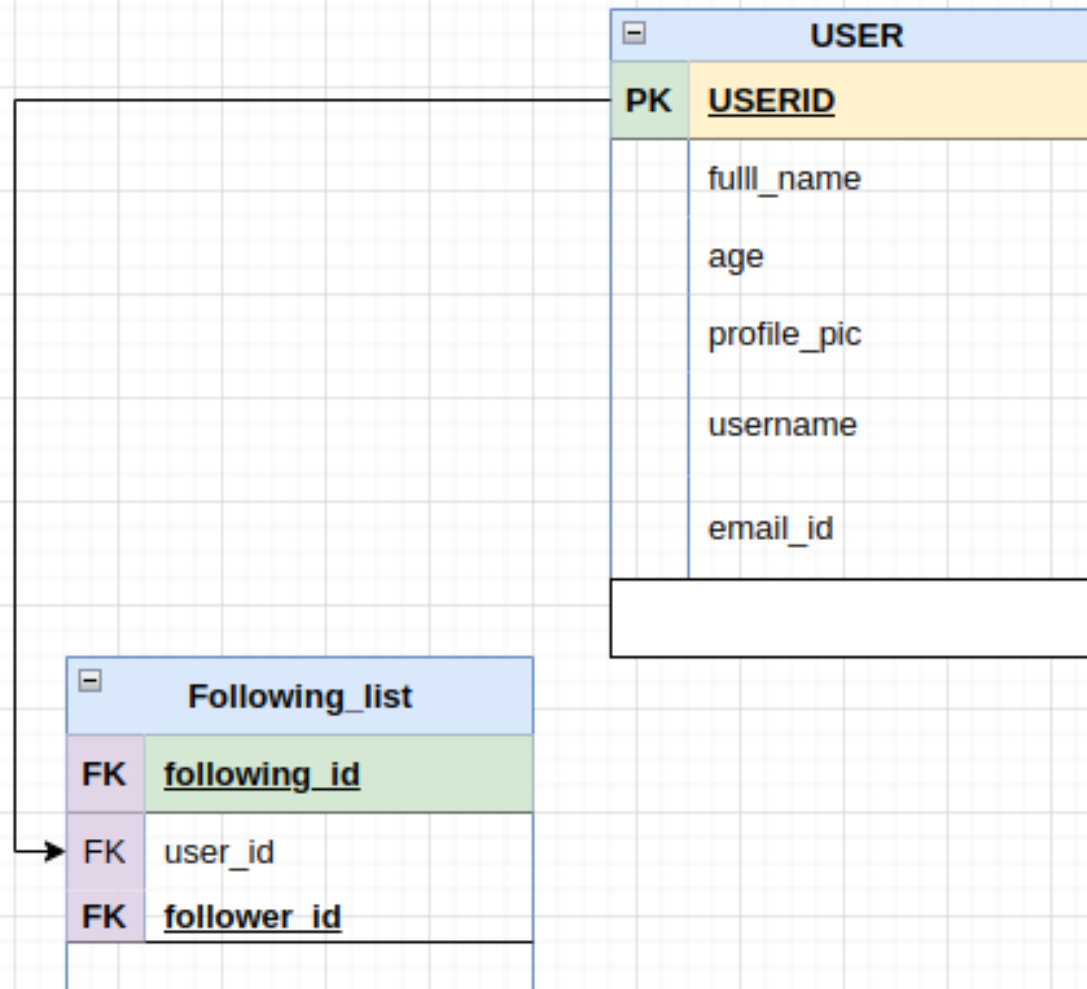 USER
PK USERID
fulll_name
age
profile_pic
username
email_id
Following_list
FK following_id
FK user_id
FK follower_id